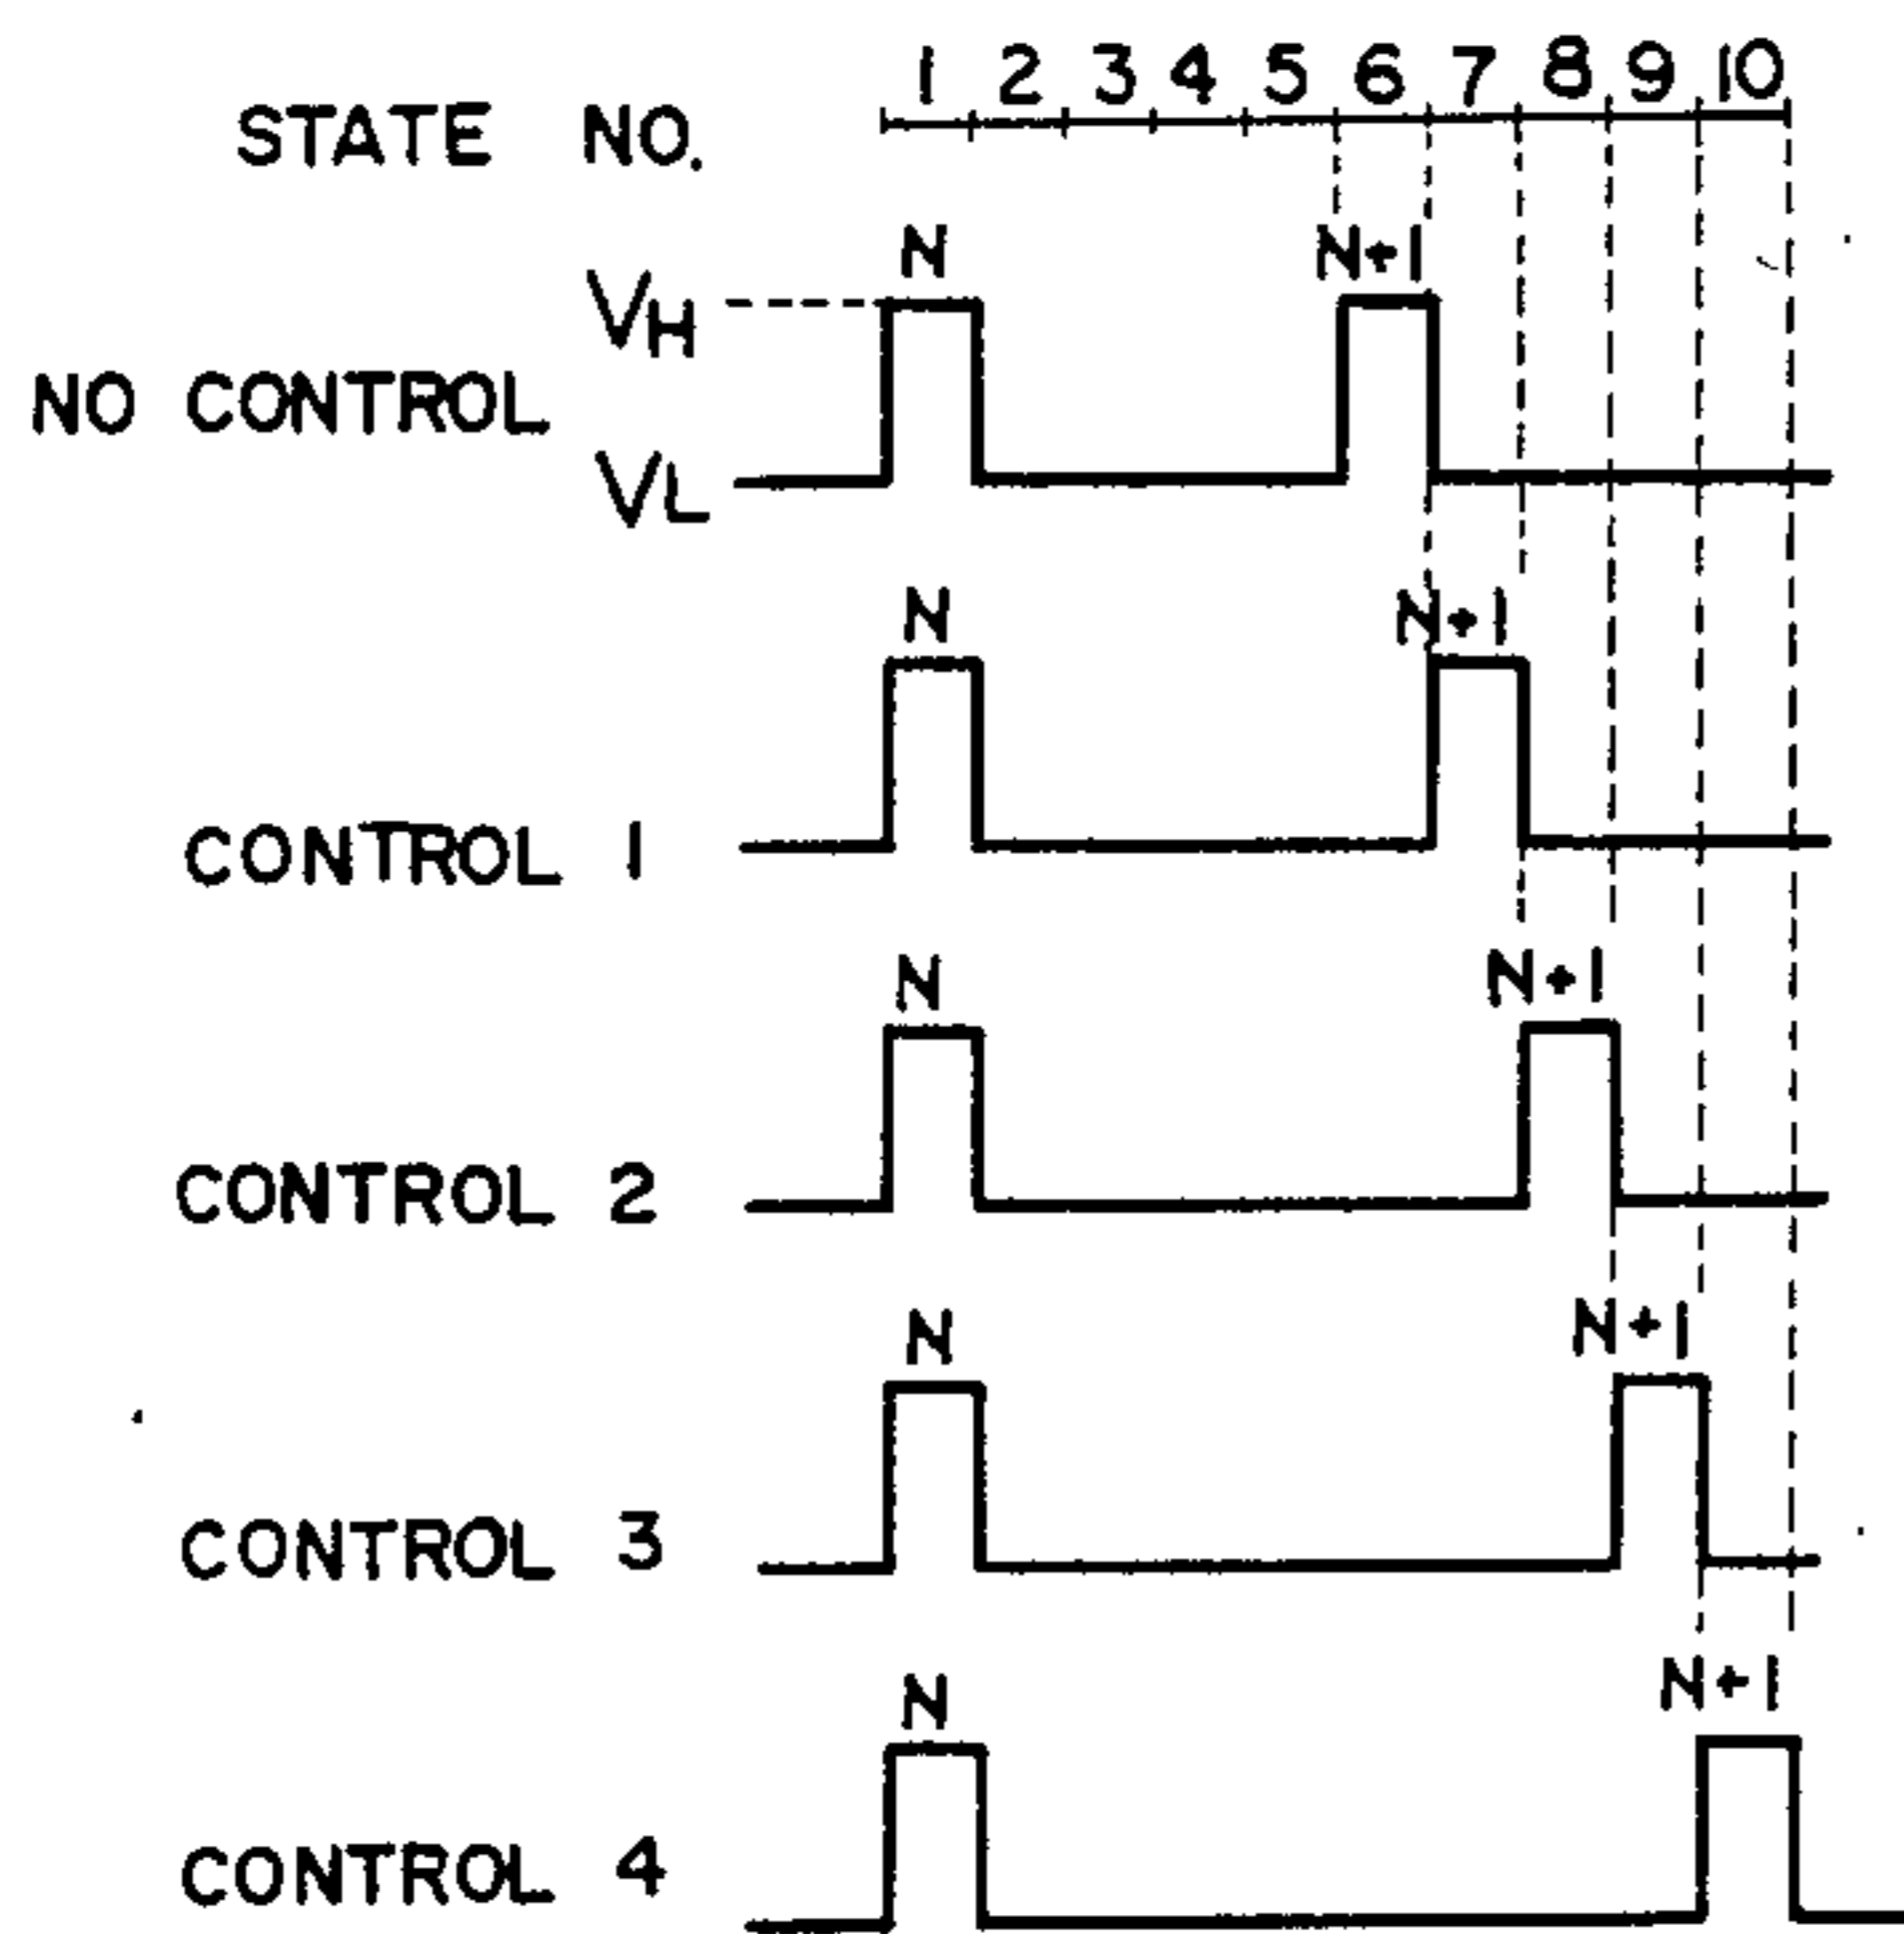 1 2 3 4 5 6 7 8 9 10
STATE NO.
N N+1
VH
NO CONTROL
VL
N N+1
CONTROL 1
N N+1
CONTROL 2
N N+1
CONTROL 3
N N+1
CONTROL 4